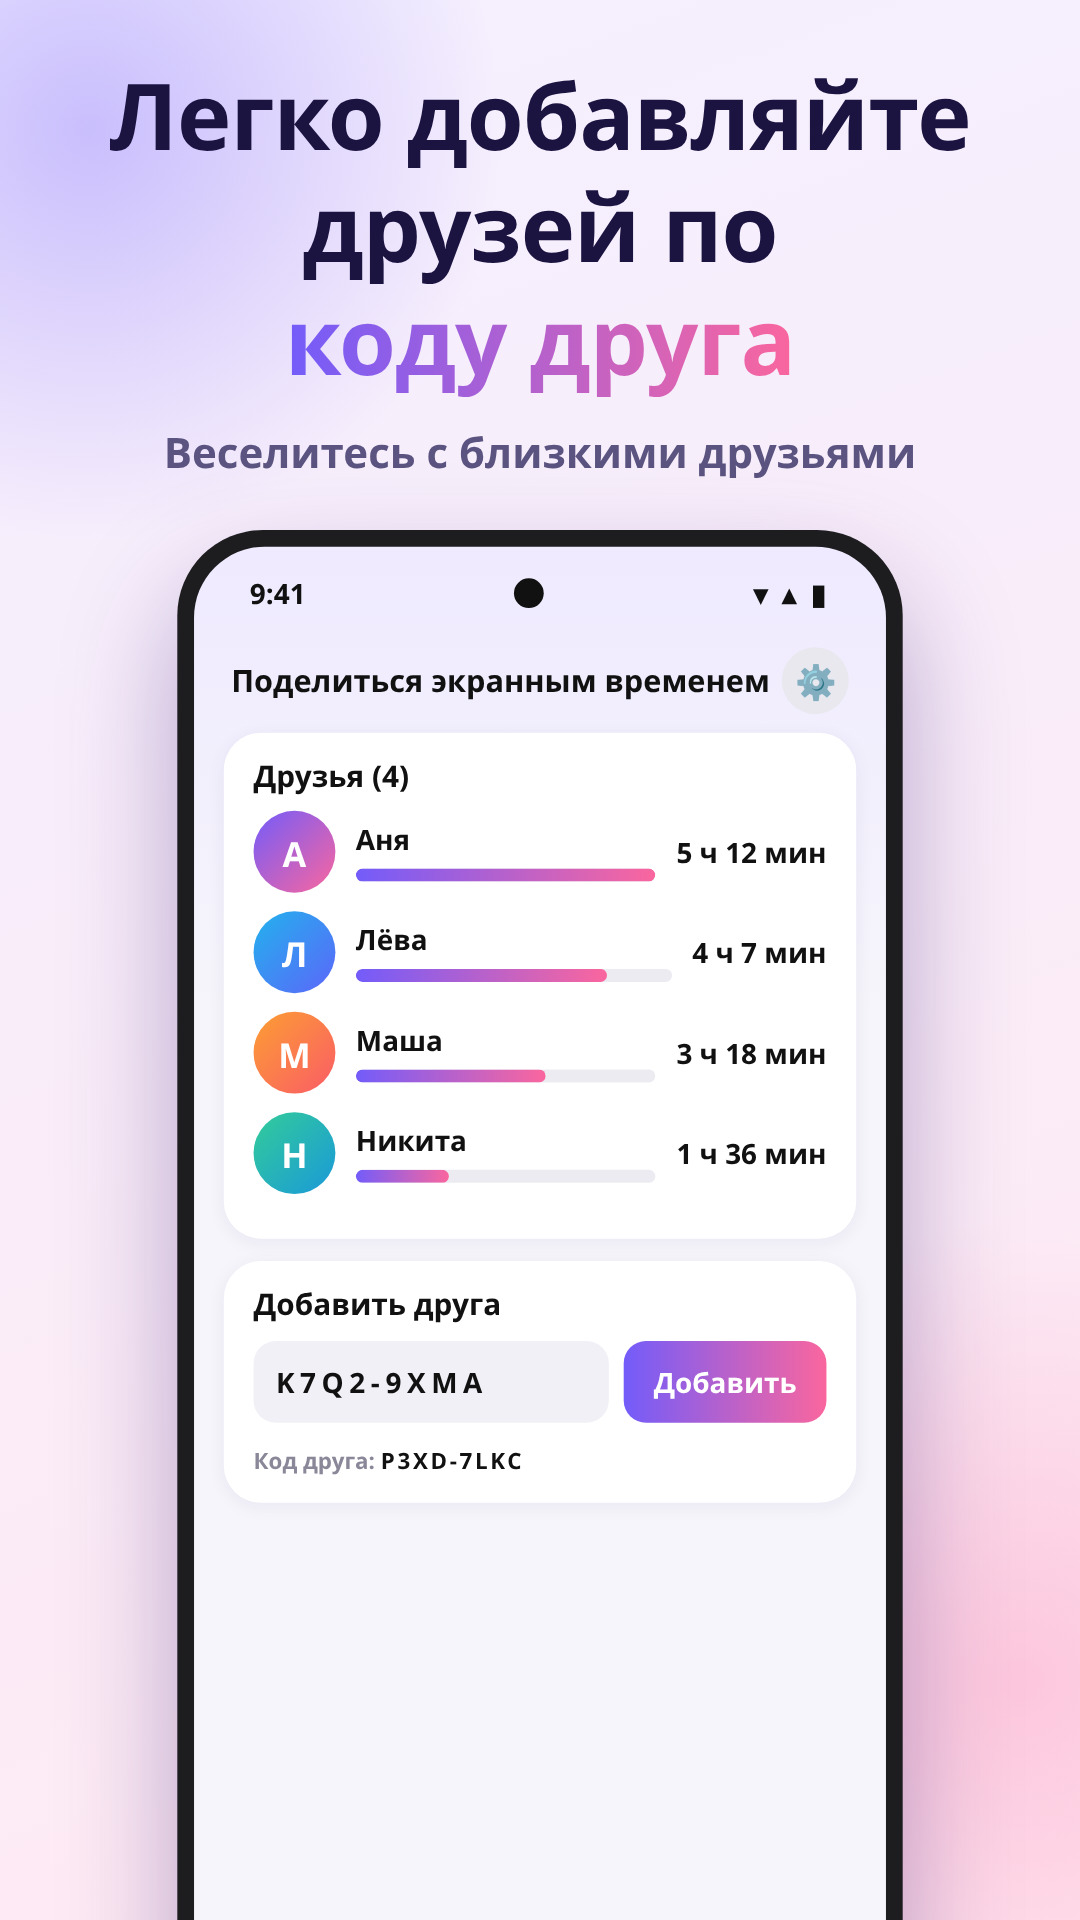 Легко добавляйте
друзей по
коду друга
Веселитесь с близкими друзьями
9:41
Поделиться экранным временем
Друзья (4)
А
Аня
5 ч 12 мин
Л
Лёва
4 ч 7 мин
М
Маша
3 ч 18 мин
Н
Никита
1 ч 36 мин
Добавить друга
K7Q2-9XMA
Добавить
Код друга: P3XD-7LKC